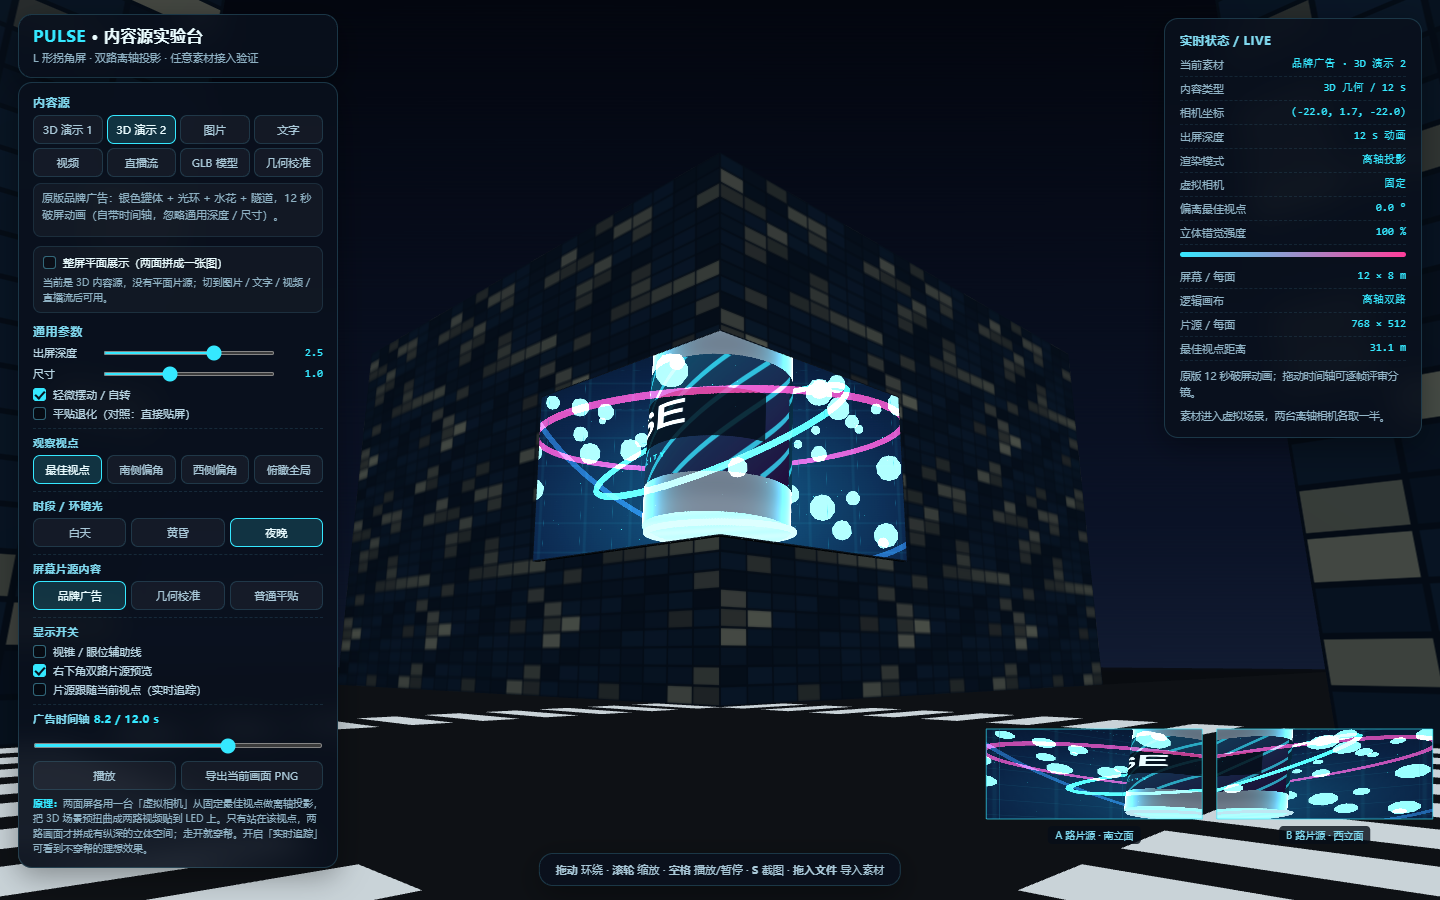 PULSE • 内容源实验台
L 形拐角屏 · 双路离轴投影 · 任意素材接入验证
内容源
3D 演示 1
3D 演示 2
图片
文字
视频
直播流
GLB 模型
几何校准
原版品牌广告：银色罐体 + 光环 + 水花 + 隧道，12 秒
破屏动画（自带时间轴，忽略通用深度 / 尺寸）。
整屏平面展示（两面拼成一张图）
当前是 3D 内容源，没有平面片源；切到图片 / 文字 / 视频 /
直播流后可用。
通用参数
出屏深度 2.5
尺寸 1.0
轻微摆动 / 自转
平贴退化（对照：直接贴屏）
观察视点
最佳视点
南侧偏角
西侧偏角
俯瞰全局
时段 / 环境光
白天
黄昏
夜晚
屏幕片源内容
品牌广告
几何校准
普通平贴
显示开关
视锥 / 眼位辅助线
右下角双路片源预览
片源跟随当前视点（实时追踪）
广告时间轴 8.2 / 12.0 s
播放
导出当前画面 PNG
原理：两面屏各用一台「虚拟相机」从固定最佳视点做离轴投影，
把 3D 场景预扭曲成两路视频贴到 LED 上。只有站在该视点，两
路画面才拼成有纵深的立体空间；走开就穿帮。开启「实时追踪」
可看到不穿帮的理想效果。
SE
实时状态 / LIVE
当前素材 品牌广告 · 3D 演示 2
内容类型 3D 几何 / 12 s
相机坐标 (-22.0, 1.7, -22.0)
出屏深度 12 s 动画
渲染模式 离轴投影
虚拟相机 固定
偏离最佳视点 0.0 °
立体错觉强度 100 %
屏幕 / 每面 12 × 8 m
逻辑画布 离轴双路
片源 / 每面 768 × 512
最佳视点距离 31.1 m
原版 12 秒破屏动画；拖动时间轴可逐帧评审分
镜。
素材进入虚拟场景，两台离轴相机各取一半。
SE
A 路片源 · 南立面
B 路片源 · 西立面
拖动 环绕 · 滚轮 缩放 · 空格 播放/暂停 · S 截图 · 拖入文件 导入素材